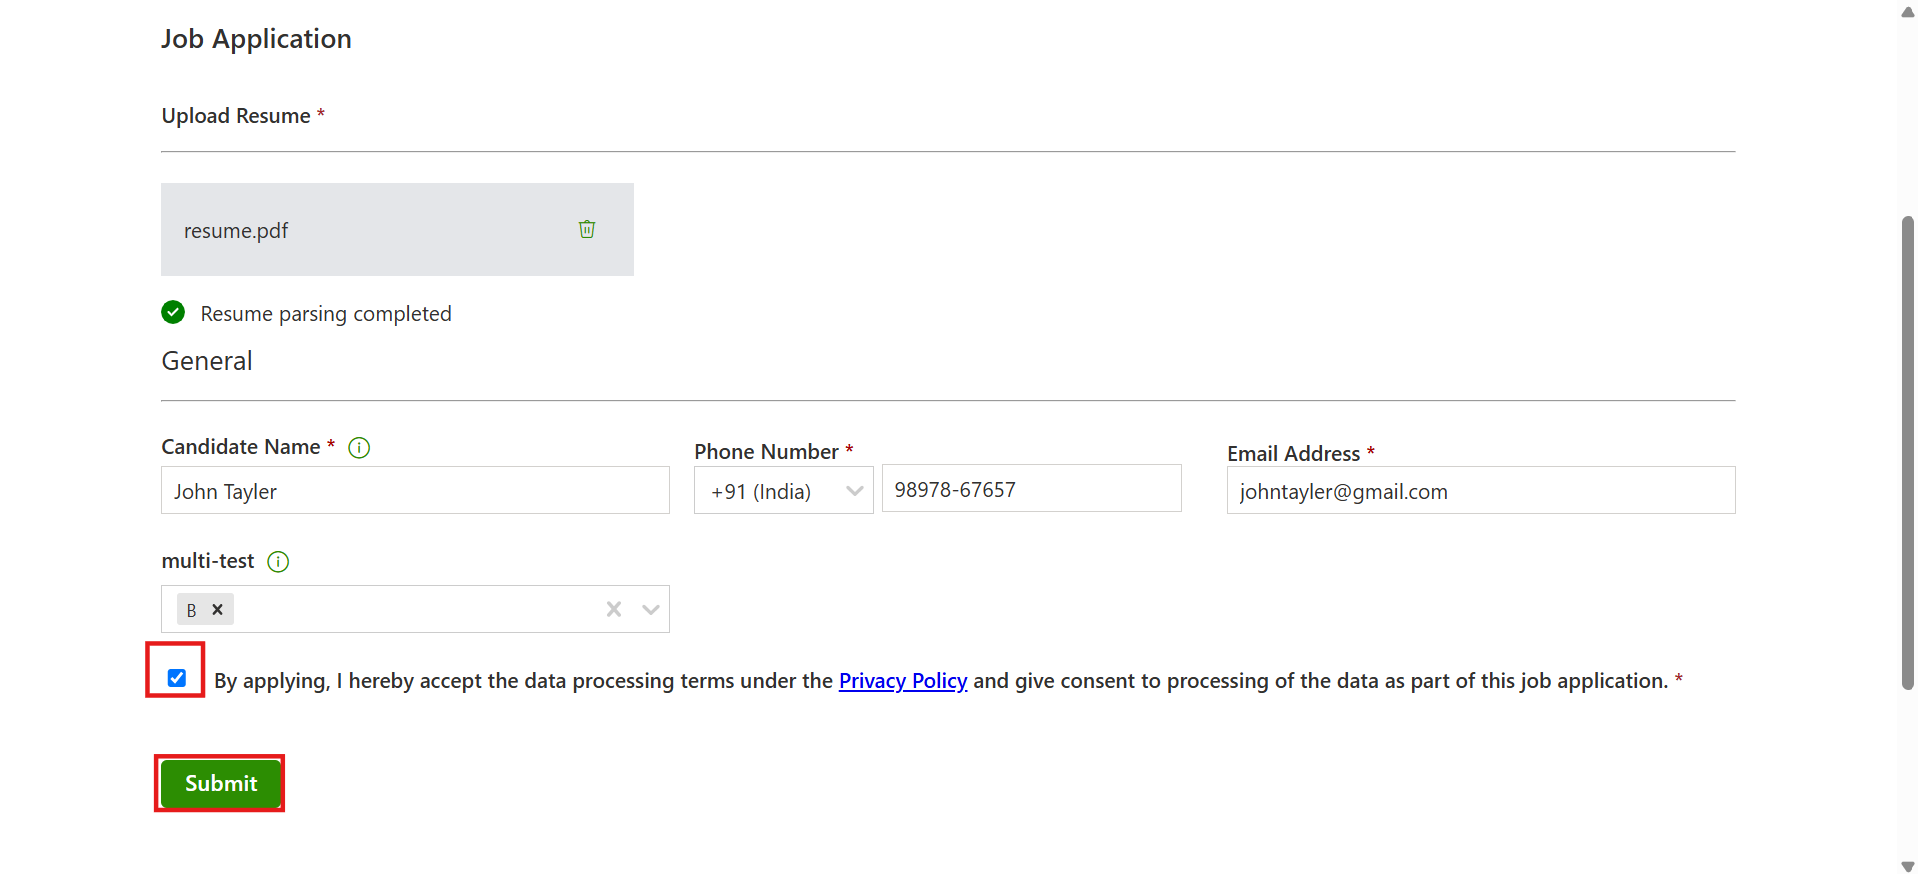 Job Application
Upload Resume *
resume.pdf
Resume parsing completed
General
Candidate Name *
Phone Number *
Email Address *
John Tayler
+91 (India)
98978-67657
johntayler@gmail.com
multi-test
B
By applying, I hereby accept the data processing terms under the Privacy Policy and give consent to processing of the data as part of this job application. *
Submit